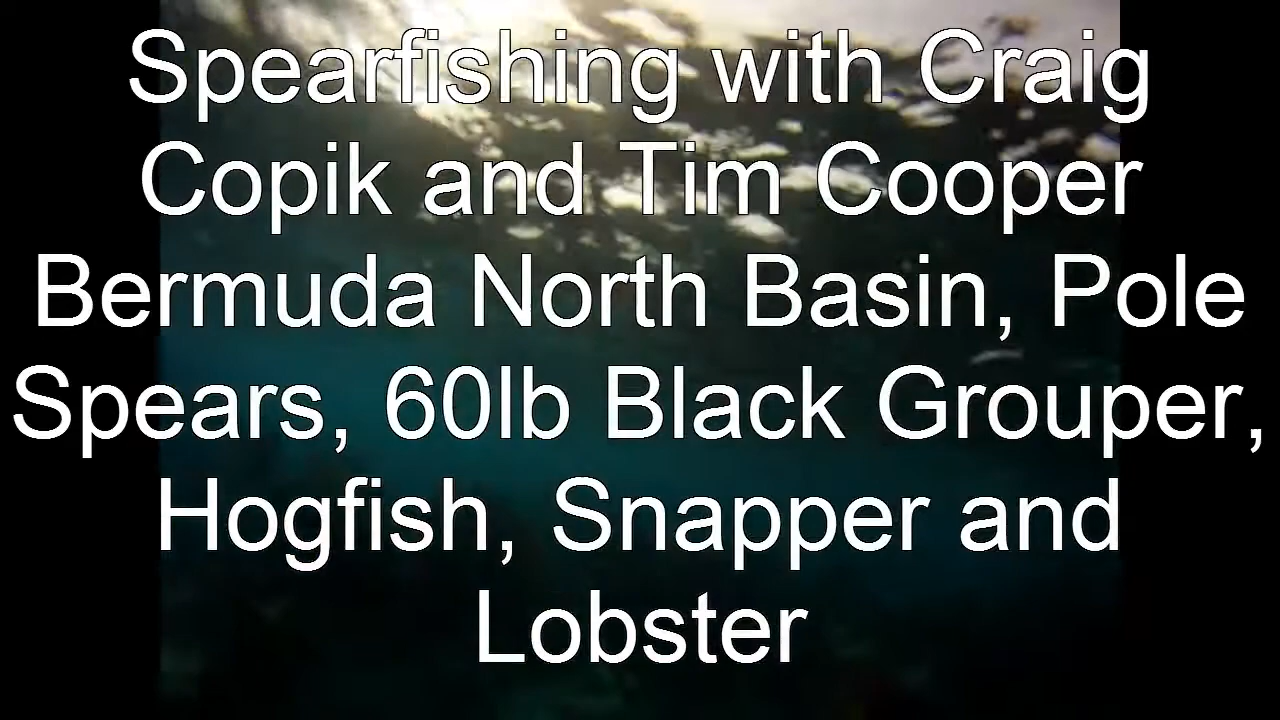 Spearfishing with Craig
Copik and Tim Cooper
Bermuda North Basin, Pole
Spears, 60lb Black Grouper,
Hogfish, Snapper and
Lobster